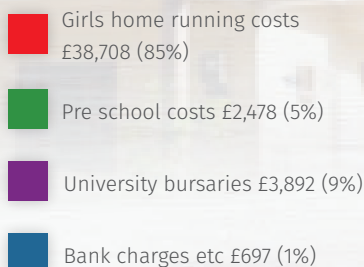 Girls home running costs
£38,708 (85%)
Pre school costs £2,478 (5%)
University bursaries £3,892 (9%)
Bank charges etc £697 (1%)